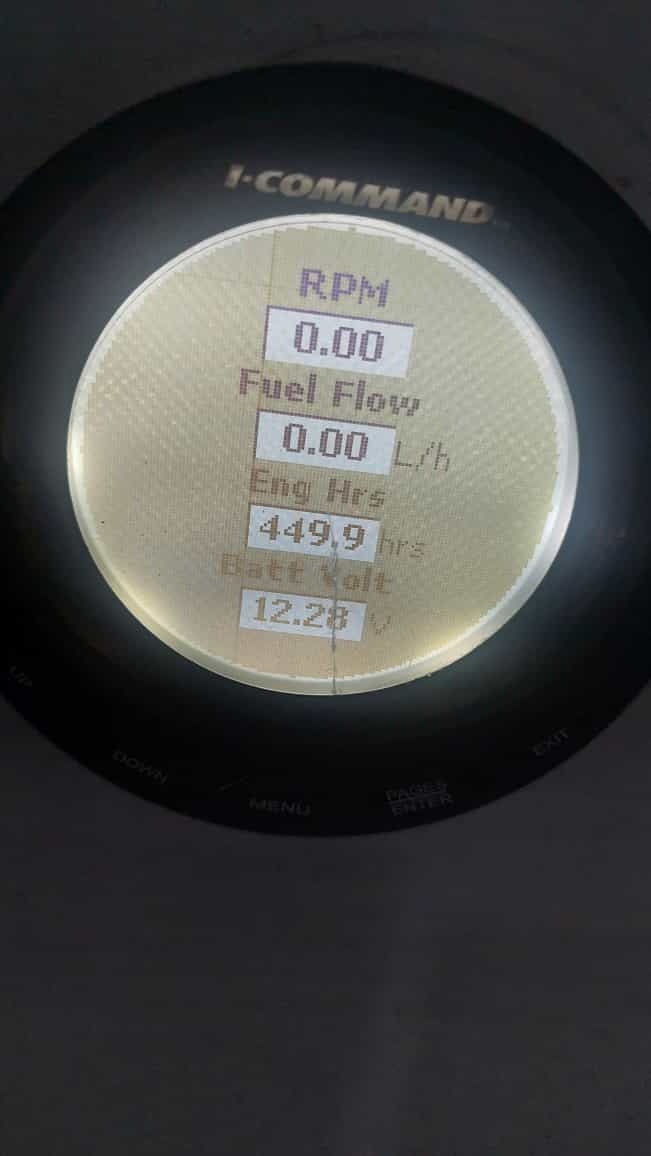 I-COMMAND
RPM
0.00
Fuel Flow
0.00 L/h
Eng Hrs
449.9 hrs
Batt Volt
12.28 V
UP
DOWN
MENU
PAGES
ENTER
EXIT